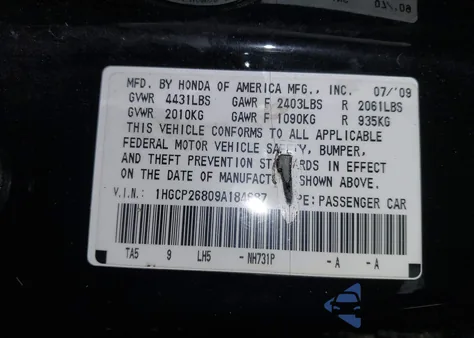 MFD. BY HONDA OF AMERICA MFG., INC. 07/'09
GVWR 4431LBS GAWR F 2403LBS R 2061LBS
GVWR 2010KG GAWR F 1090KG R 935KG
THIS VEHICLE CONFORMS TO ALL APPLICABLE
FEDERAL MOTOR VEHICLE SAFETY, BUMPER,
AND THEFT PREVENTION STANDARDS IN EFFECT
ON THE DATE OF MANUFACT SHOWN ABOVE.
V.I.N.: PE:PASSENGER CAR
TA5 9 LH5 - NH731P - A - A